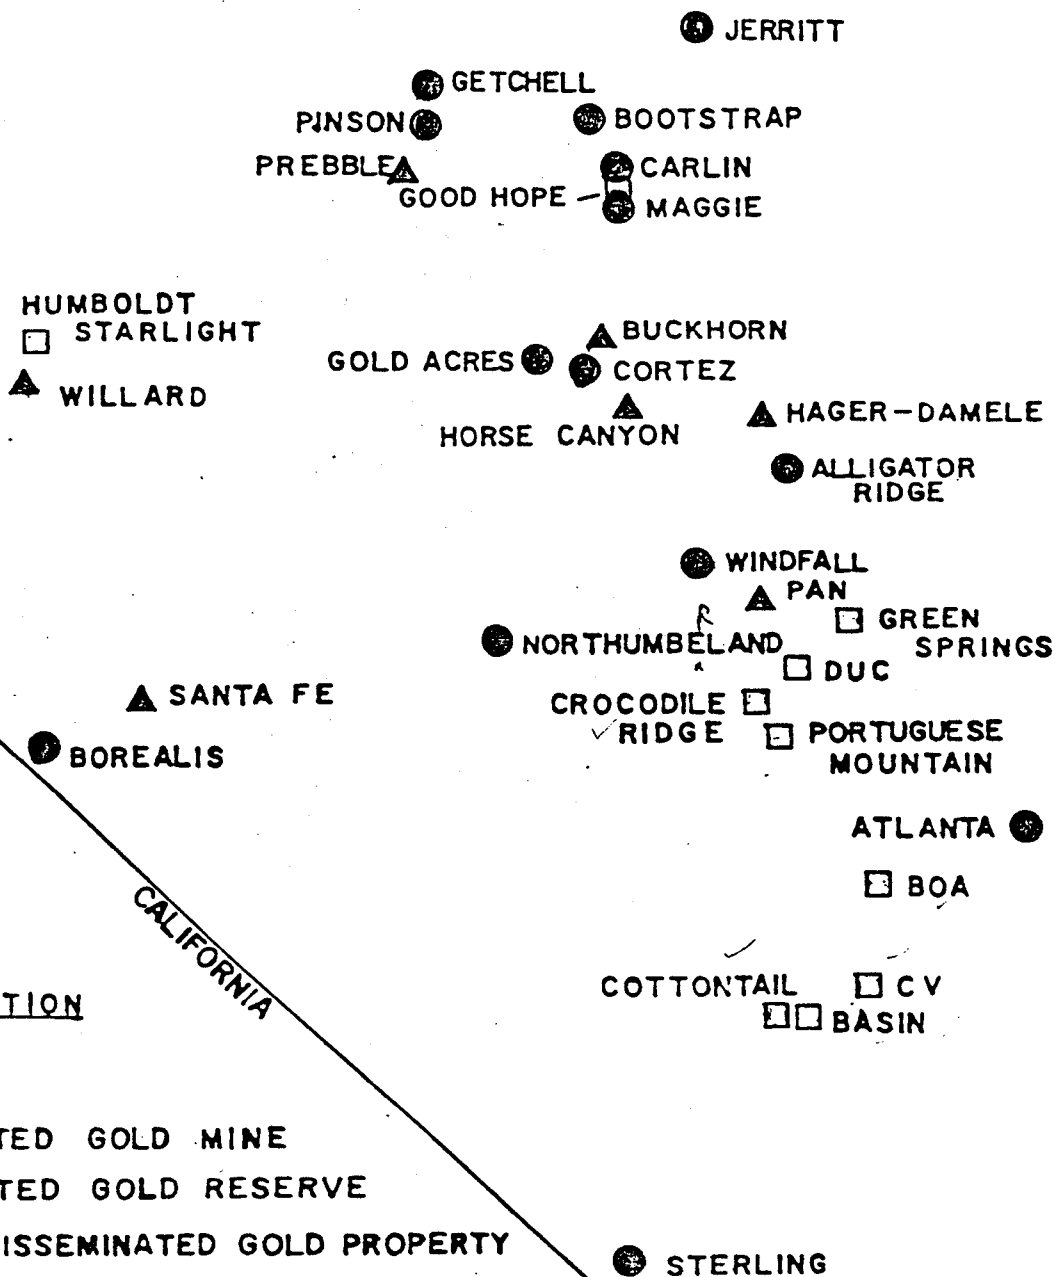 JERRITT
GETCHELL
PINSON
BOOTSTRAP
PREBBLE
CARLIN
GOOD HOPE
MAGGIE
HUMBOLDT
STARLIGHT
BUCKHORN
GOLD ACRES
CORTEZ
WILLARD
HORSE CANYON
HAGER-DAMELE
ALLIGATOR
RIDGE
WINDFALL
PAN
R
GREEN
SPRINGS
NORTHUMBELAND
DUC
SANTA FE
CROCODILE
RIDGE
PORTUGUESE
MOUNTAIN
BOREALIS
ATLANTA
BOA
CALIFORNIA
COTTONTAIL
CV
TION
BASIN
TED GOLD MINE
TED GOLD RESERVE
ISSEMINATED GOLD PROPERTY
STERLING